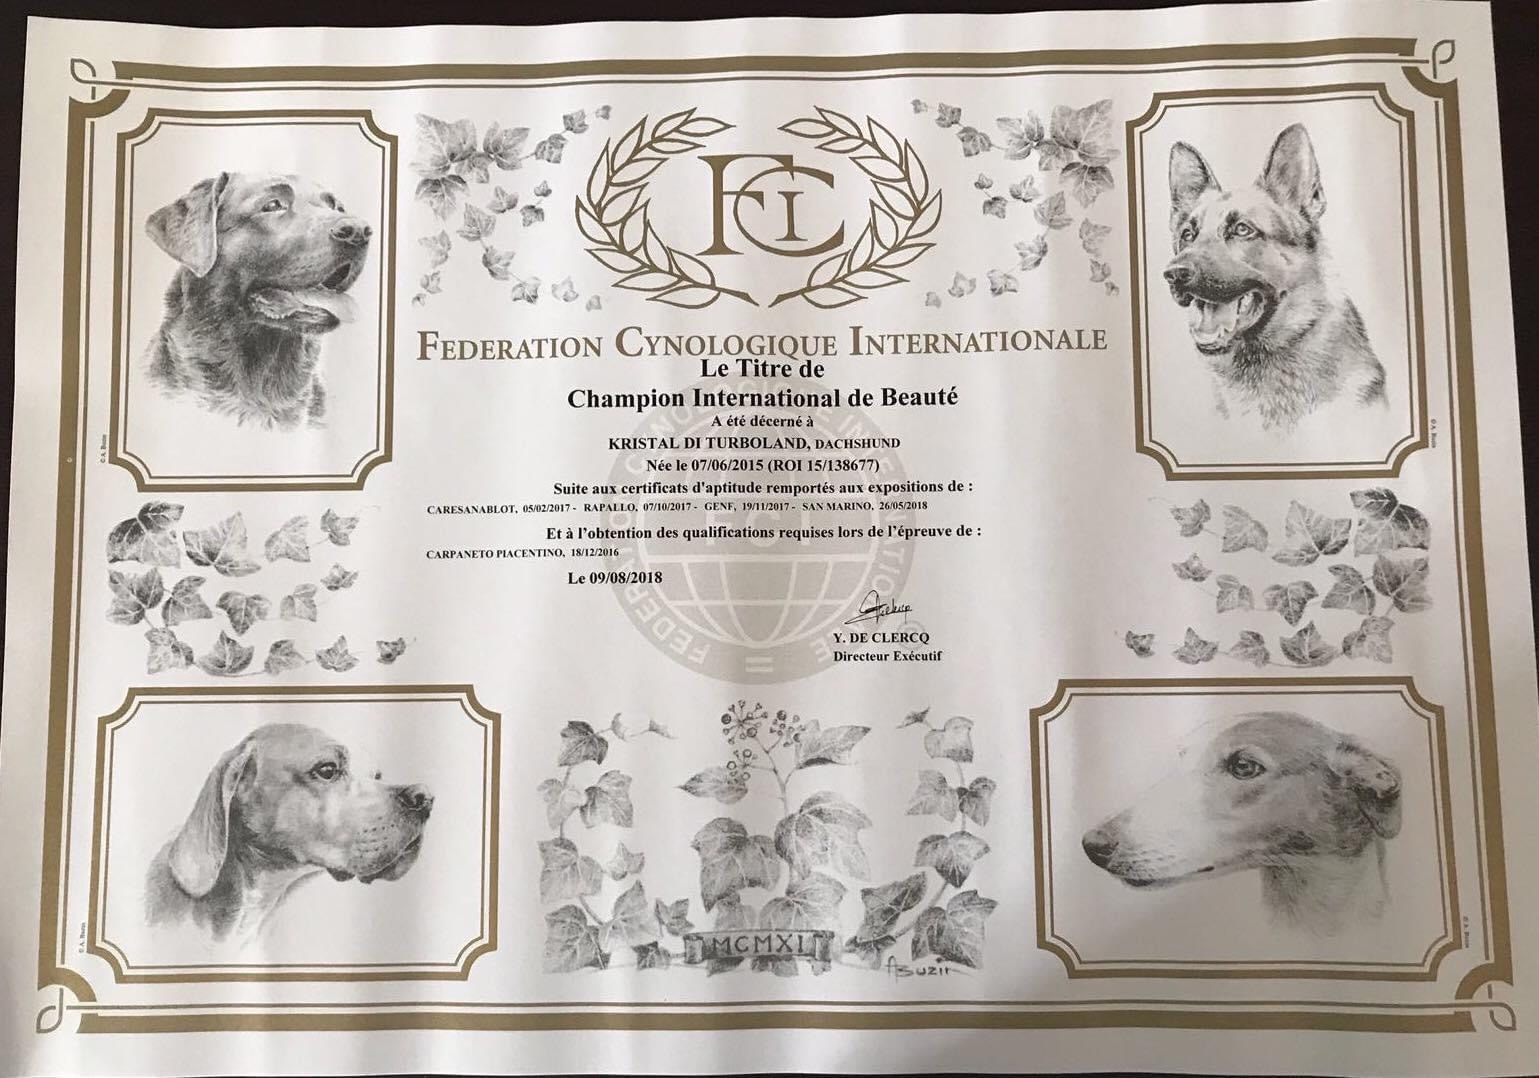 FCI
FEDERATION CYNOLOGIQUE INTERNATIONALE
Le Titre de
Champion International de Beauté
A été décerné à
KRISTAL DI TURBOLAND, DACHSHUND
Née le 07/06/2015 (ROI 15/138677)
Suite aux certificats d'aptitude remportés aux expositions de :
CARESANABLOT, 05/02/2017 - RAPALLO, 07/10/2017 - GENF, 19/11/2017 - SAN MARINO, 26/05/2018
Et à l'obtention des qualifications requises lors de l'épreuve de :
CARPANETO PIACENTINO, 18/12/2016
Le 09/08/2018
Y. DE CLERCQ
Directeur Exécutif
MCMXI